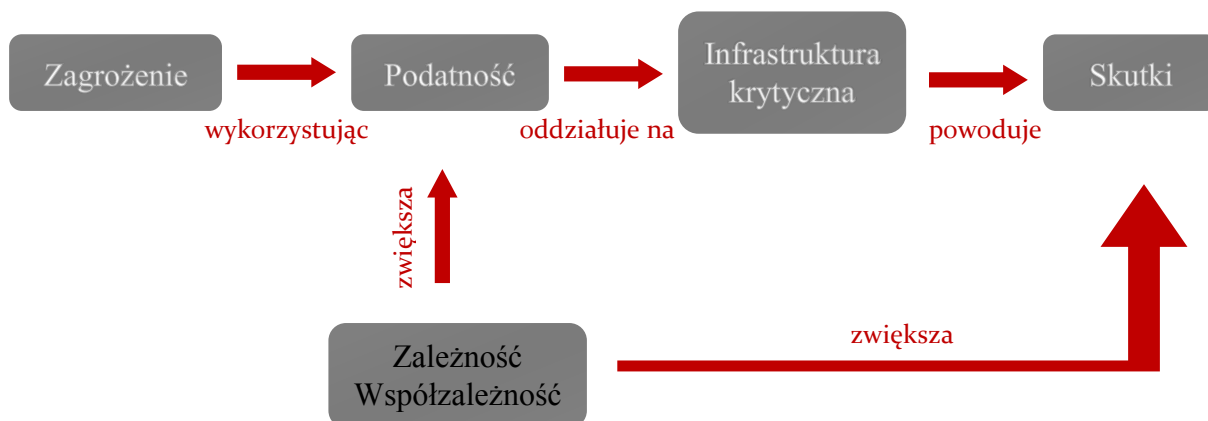 Zagrożenie
wykorzystując
Podatność
oddziałuje na
Infrastruktura
krytyczna
powoduje
Skutki
zwiększa
Zależność
Współzależność
zwiększa